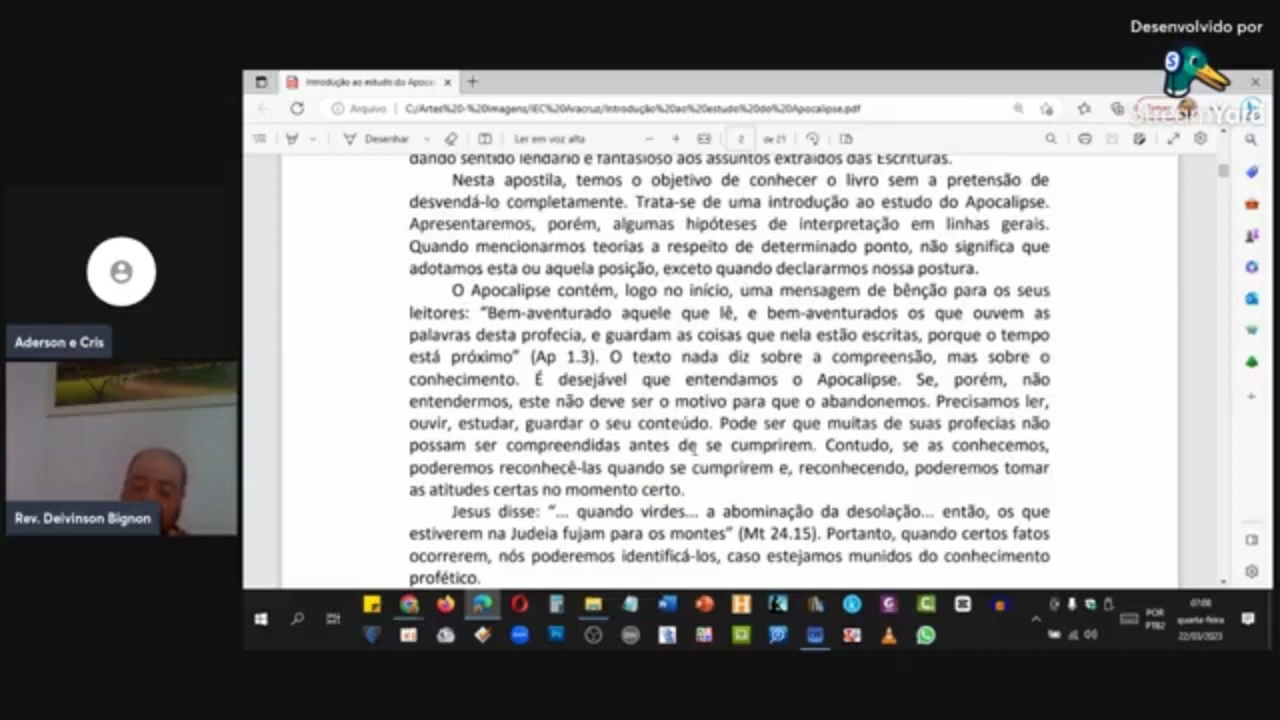 Desenvolvido por
StreamYard
Introdução ao estudo do Apoca
Arquivo
C:/Artes%20-%20Imagens/IEC%20Aracruz/Introdução%20ao%20estudo%20do%20Apocalipse.pdf
Desenhar
Ler em voz alta
2 de 21
dando sentido lendário e fantasioso aos assuntos extraídos das Escrituras.
Nesta apostila, temos o objetivo de conhecer o livro sem a pretensão de
desvendá-lo completamente. Trata-se de uma introdução ao estudo do Apocalipse.
Apresentaremos, porém, algumas hipóteses de interpretação em linhas gerais.
Quando mencionarmos teorias a respeito de determinado ponto, não significa que
adotamos esta ou aquela posição, exceto quando declararmos nossa postura.
O Apocalipse contém, logo no início, uma mensagem de bênção para os seus
leitores: “Bem-aventurado aquele que lê, e bem-aventurados os que ouvem as
palavras desta profecia, e guardam as coisas que nela estão escritas, porque o tempo
está próximo” (Ap 1.3). O texto nada diz sobre a compreensão, mas sobre o
conhecimento. É desejável que entendamos o Apocalipse. Se, porém, não
entendermos, este não deve ser o motivo para que o abandonemos. Precisamos ler,
ouvir, estudar, guardar o seu conteúdo. Pode ser que muitas de suas profecias não
possam ser compreendidas antes de se cumprirem. Contudo, se as conhecemos,
poderemos reconhecê-las quando se cumprirem e, reconhecendo, poderemos tomar
as atitudes certas no momento certo.
Jesus disse: “... quando virdes... a abominação da desolação... então, os que
estiverem na Judeia fujam para os montes” (Mt 24.15). Portanto, quando certos fatos
ocorrerem, nós poderemos identificá-los, caso estejamos munidos do conhecimento
profético.
Aderson e Cris
Rev. Deivinson Bignon
POR
PTB2
07:08
quarta-feira
22/03/2023